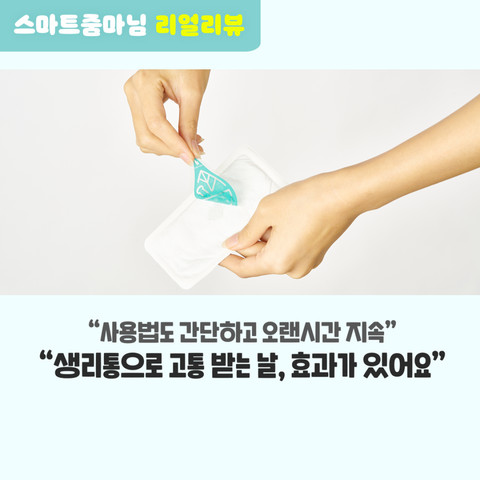 스마트줌마님 리얼리뷰
“사용법도 간단하고 오랜시간 지속”
“생리통으로 고통 받는 날, 효과가 있어요”